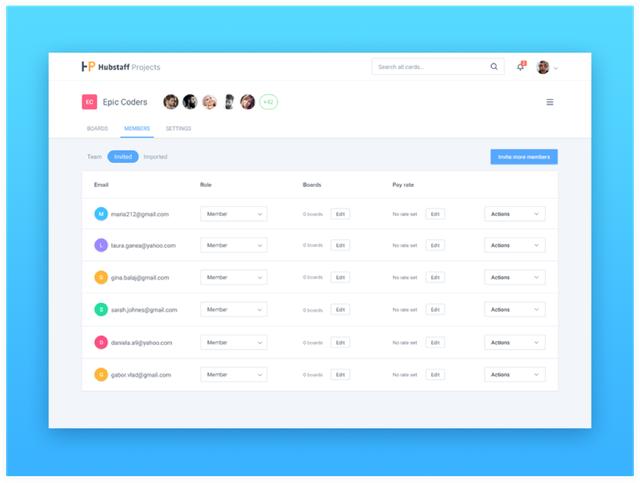 HP Hubstaff Projects Search all cards... 2
EC Epic Coders +42
BOARDS MEMBERS SETTINGS
Team Invited Imported Invite more members
Email Role Boards Pay rate
M maria212@gmail.com Member 0 boards Edit No rate set Edit Actions
L laura.ganea@yahoo.com Member 0 boards Edit No rate set Edit Actions
G gina.balaj@gmail.com Member 0 boards Edit No rate set Edit Actions
S sarah.johnes@gmail.com Member 0 boards Edit No rate set Edit Actions
D daniela.a9@yahoo.com Member 0 boards Edit No rate set Edit Actions
G gabor.vlad@gmail.com Member 0 boards Edit No rate set Edit Actions